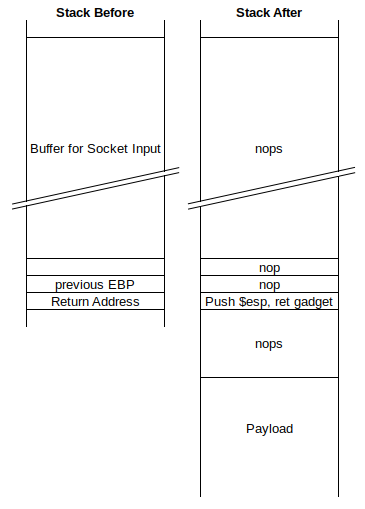 Stack Before
Buffer for Socket Input
previous EBP
Return Address
Stack After
nops
nop
nop
Push $esp, ret gadget
nops
Payload